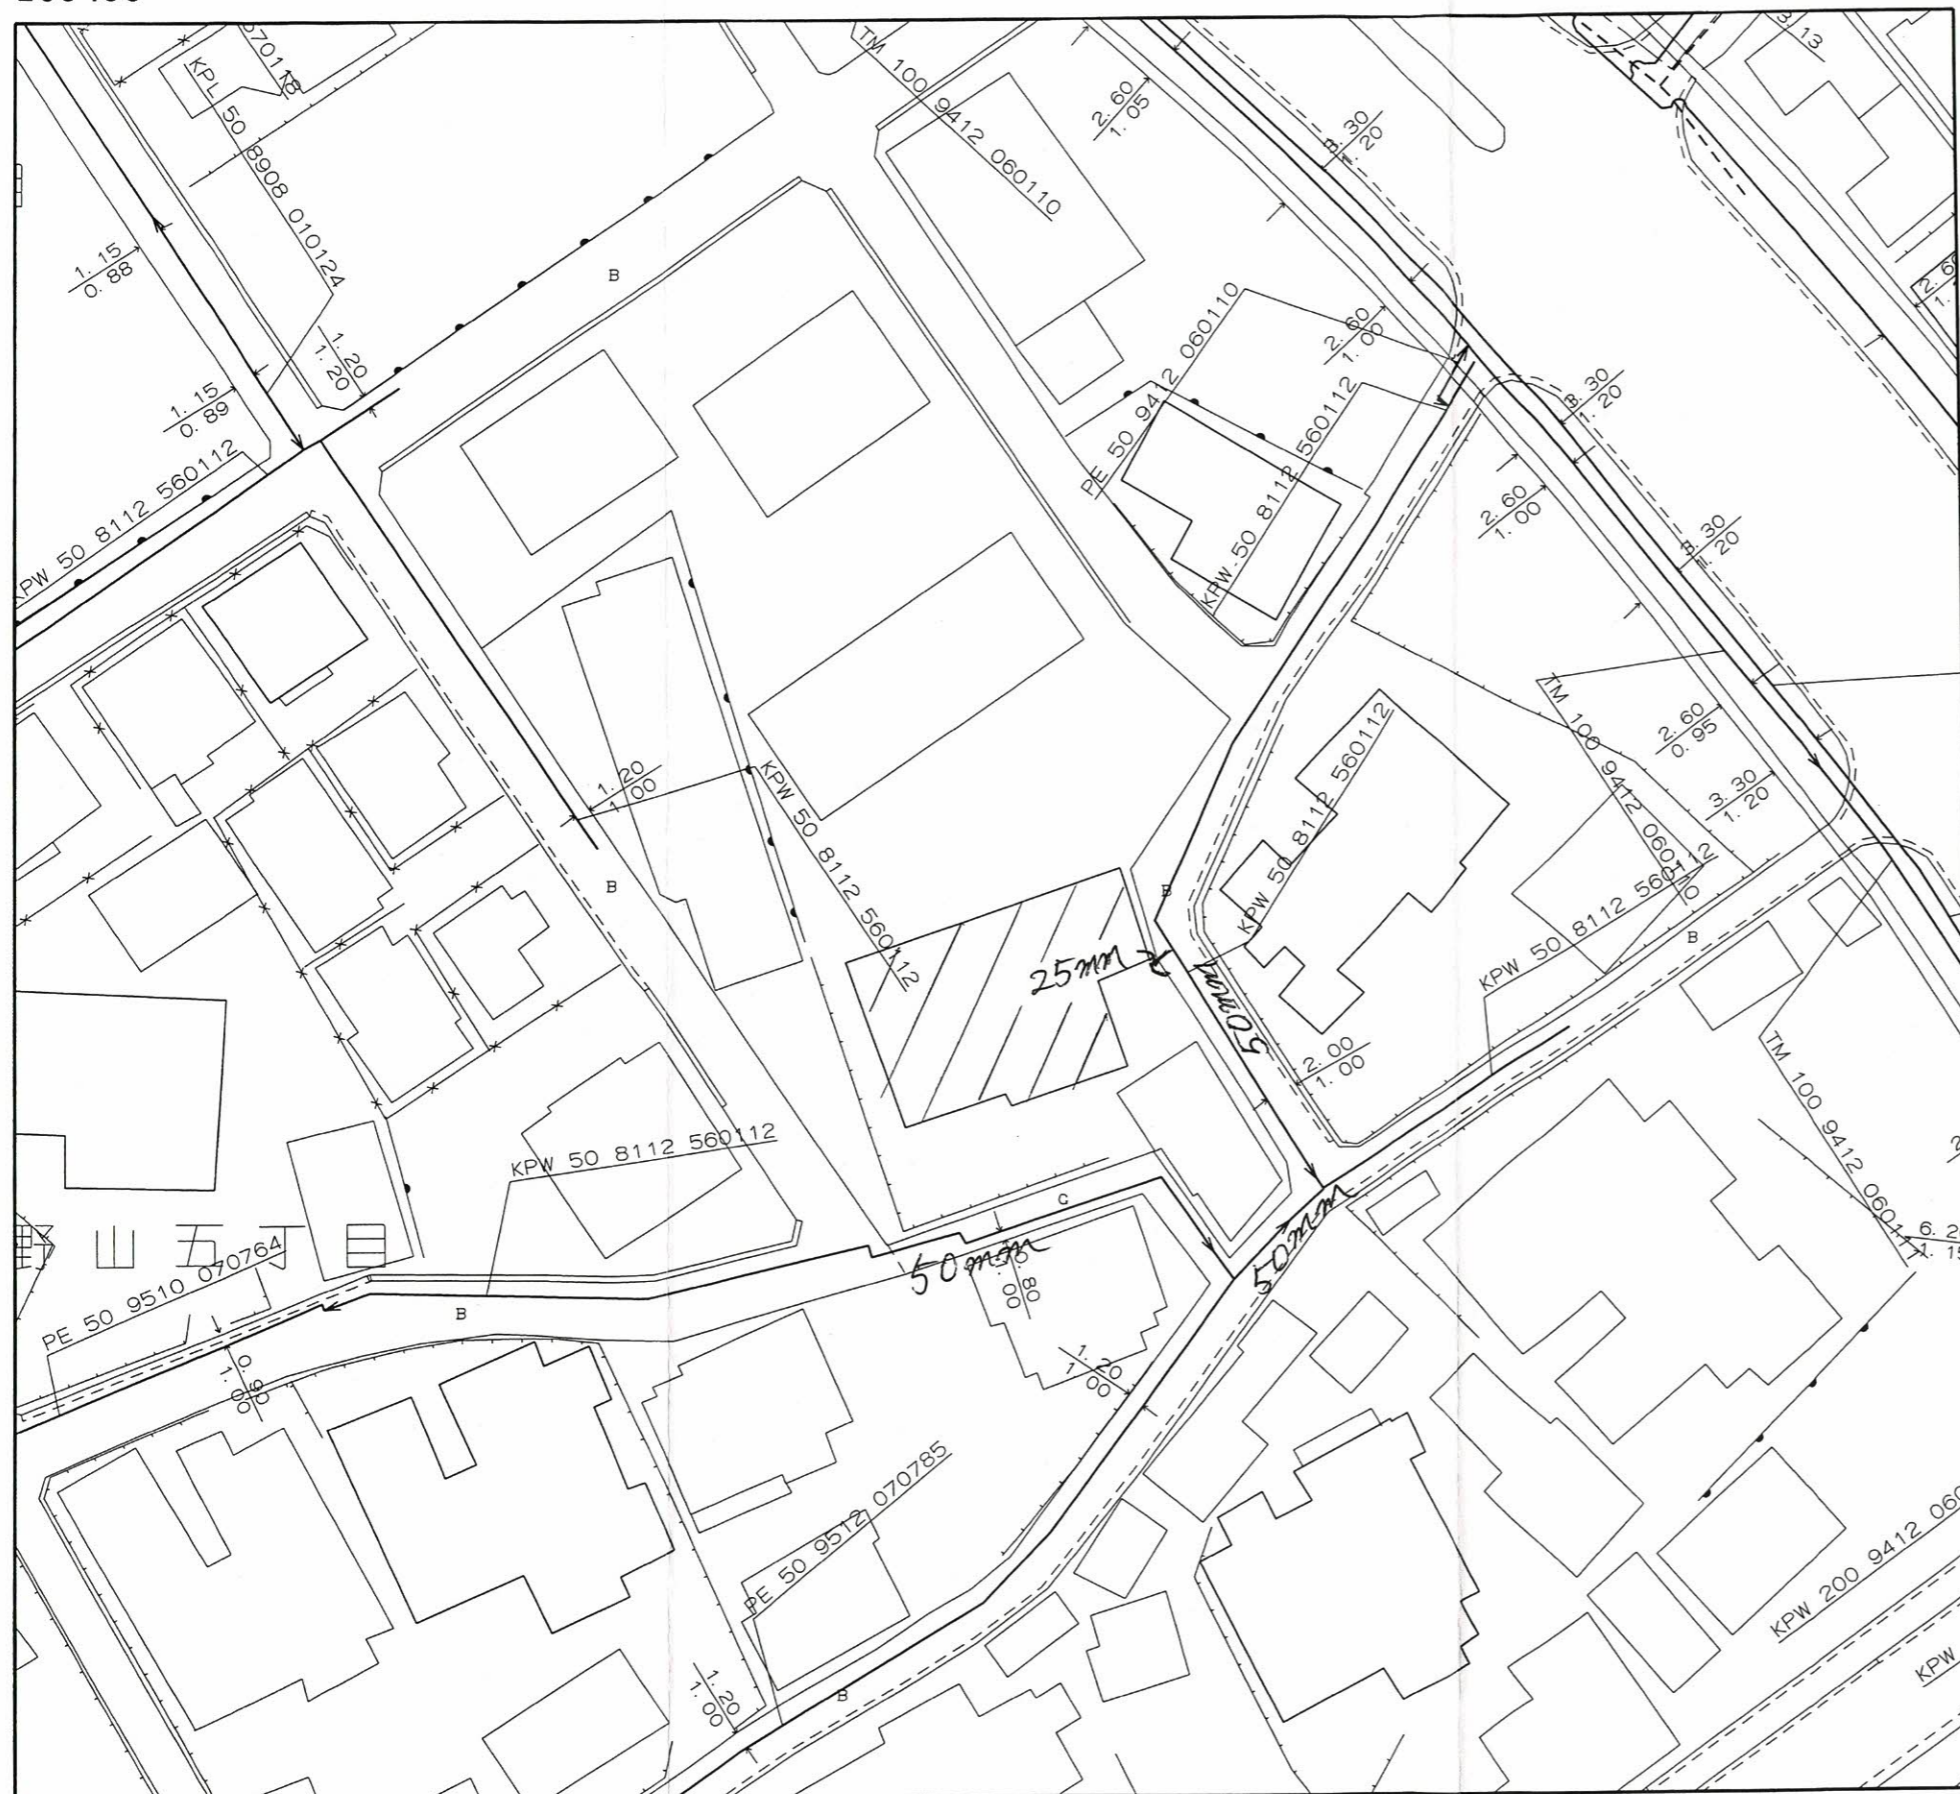 KPL 50 8908 010124
TM 100 9412 060110
2.60
1.05
3.30
1.20
3.13
1.15
0.88
B
1.20
1.20
1.15
0.89
KPW 50 8112 560112
PE 50 9412 060110
2.60
1.00
KPW 50 8112 560112
3.30
1.20
2.60
1.00
3.30
1.20
TM 100 9412 060110
2.60
0.95
3.30
1.20
KPW 50 8112 560112
1.20
1.00
KPW 50 8112 560112
B
B
KPW 50 8112 560112
B
25mm
50mm
2.00
1.00
TM 100 9412 060111
KPW 50 8112 560112
C
野山五丁目
PE 50 9510 070764
50mm
0.80
1.00
50mm
B
0.90
1.00
1.20
1.00
PE 50 9512 070785
1.20
1.00
B
KPW 200 9412
KPW